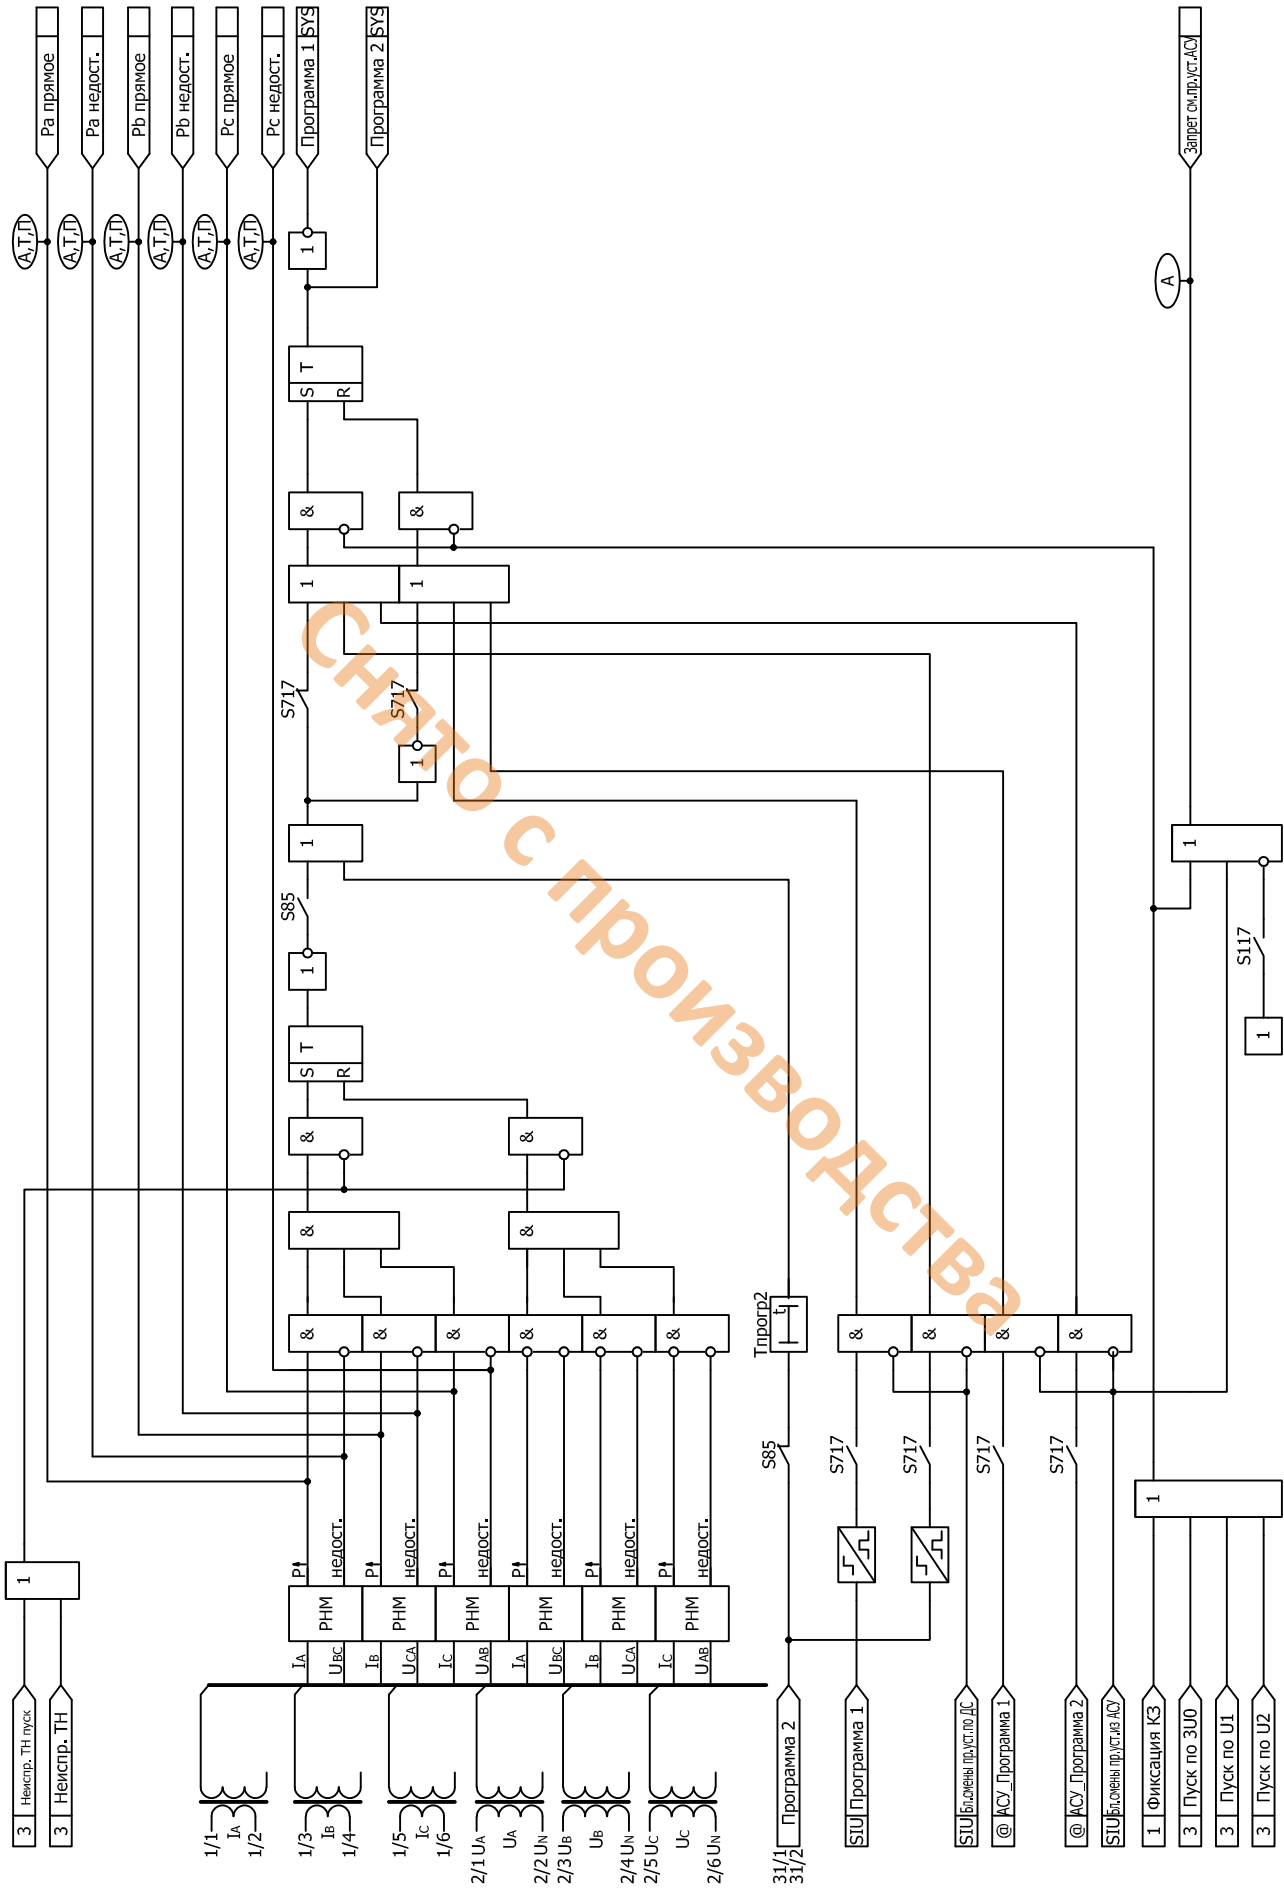 Pa прямое
Pa недост.
Pb прямое
Pb недост.
Pc прямое
Pc недост.
Программа 1 SYS
Программа 2 SYS
Запрет см.пр.уст.АСУ
А,Т,П
А,Т,П
А,Т,П
А,Т,П
А,Т,П
А,Т,П
А
1
T
S
R
&
&
1
1
S717
S717
1
1
S85
1
1
S117
1
T
S
R
&
&
&
&
&
&
&
&
&
&
Tпрогр2
t
&
&
&
&
S85
S717
S717
S717
S717
1
1
P
недост.
P
недост.
P
недост.
P
недост.
P
недост.
P
недост.
РНМ
РНМ
РНМ
РНМ
РНМ
РНМ
IA
UBC
IB
UCA
IC
UAB
IA
UBC
IB
UCA
IC
UAB
3 Неиспр. ТН пуск
3 Неиспр. ТН
1/1
IA
1/2
1/3
IB
1/4
1/5
IC
1/6
2/1 UA
UA
2/2 UN
2/3 UB
UB
2/4 UN
2/5 UC
UC
2/6 UN
31/1
31/2
Программа 2
SIU Программа 1
SIU Бл.смены пр.уст.по ДС
@ АСУ_Программа 1
@ АСУ_Программа 2
SIU Бл.смены пр.уст.из АСУ
1 Фиксация КЗ
3 Пуск по 3U0
3 Пуск по U1
3 Пуск по U2
Снято с производства